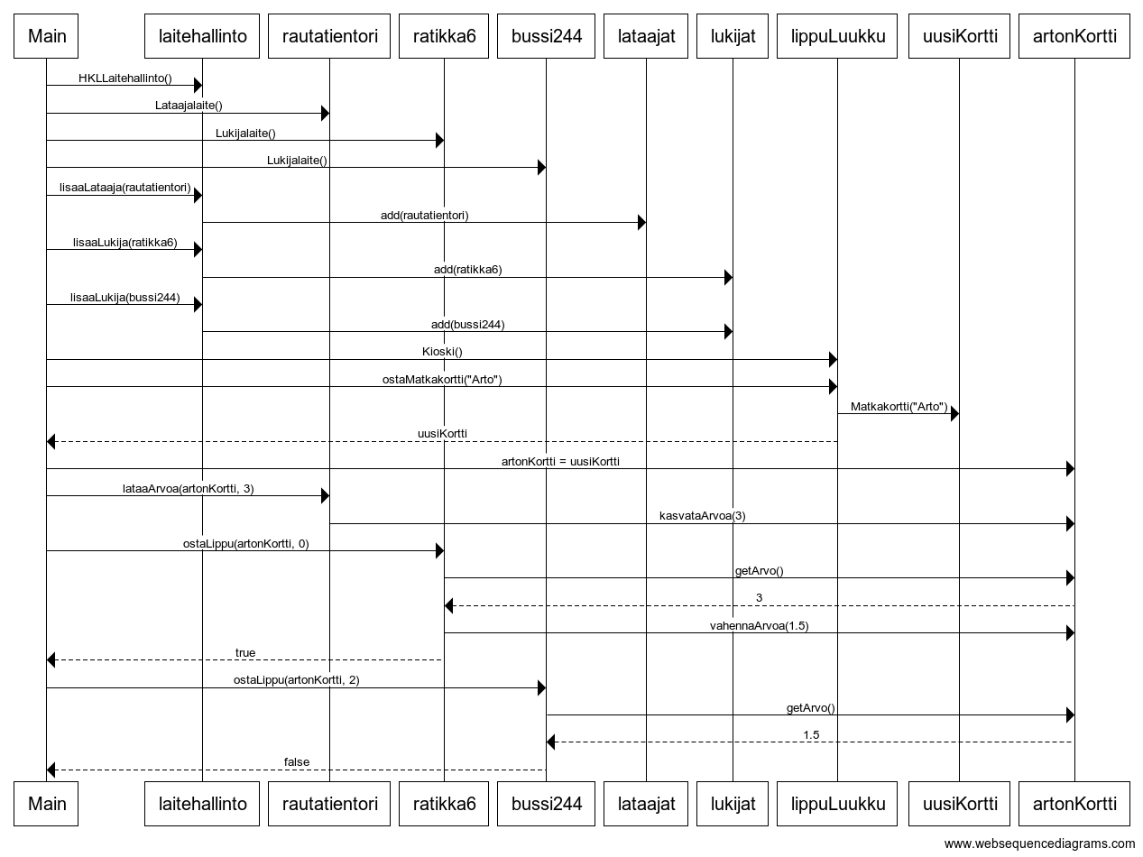 Main laitehallinto rautatientori ratikka6 bussi244 lataajat lukijat lippuLuukku uusiKortti artonKortti
HKLLaitehallinto()
Lataajalaite()
Lukijalaite()
Lukijalaite()
lisaaLataaja(rautatientori)
add(rautatientori)
lisaaLukija(ratikka6)
add(ratikka6)
lisaaLukija(bussi244)
add(bussi244)
Kioski()
ostaMatkakortti("Arto")
Matkakortti("Arto")
uusiKortti
artonKortti = uusiKortti
lataaArvoa(artonKortti, 3)
kasvataArvoa(3)
ostaLippu(artonKortti, 0)
getArvo()
3
vahennaArvoa(1.5)
true
ostaLippu(artonKortti, 2)
getArvo()
1.5
false
Main laitehallinto rautatientori ratikka6 bussi244 lataajat lukijat lippuLuukku uusiKortti artonKortti
www.websequencediagrams.com